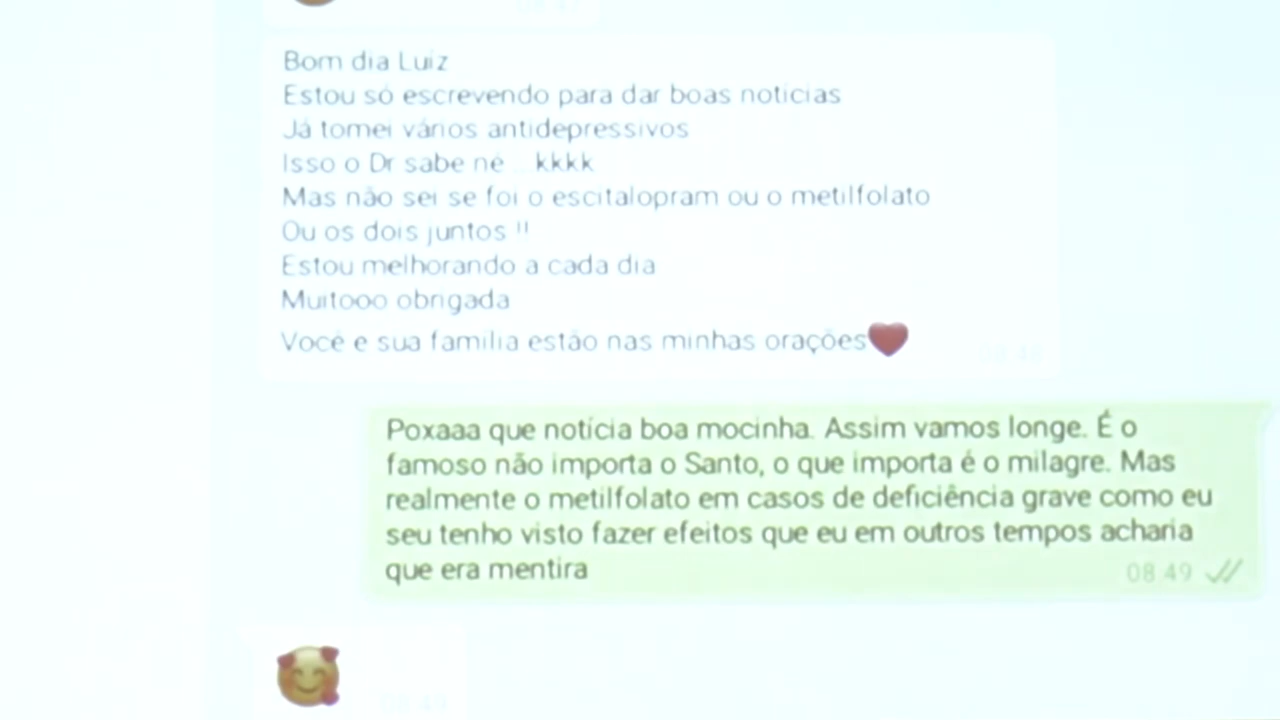 Bom dia Luiz
Estou só escrevendo para dar boas notícias
Já tomei vários antidepressivos
Isso o Dr sabe né ...kkkk
Mas não sei se foi o escitalopram ou o metilfolato
Ou os dois juntos !!
Estou melhorando a cada dia
Muitooo obrigada
Você e sua família estão nas minhas orações❤️
Poxaaa que notícia boa mocinha. Assim vamos longe. É o
famoso não importa o Santo, o que importa é o milagre. Mas
realmente o metilfolato em casos de deficiência grave como eu
seu tenho visto fazer efeitos que eu em outros tempos acharia
que era mentira
08:49